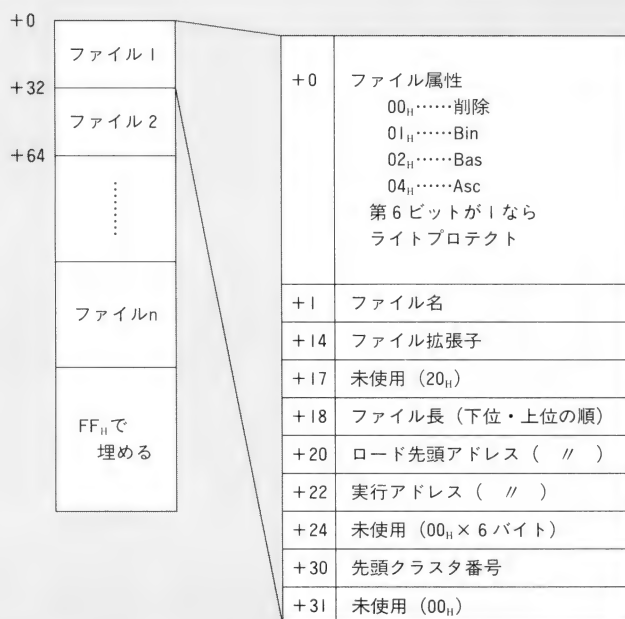 +0
ファイル1
+32
ファイル2
+64
………
ファイルn
FFHで
埋める
+0 ファイル属性
00H……削除
01H……Bin
02H……Bas
04H……Asc
第6ビットが1なら
ライトプロテクト
+1 ファイル名
+14 ファイル拡張子
+17 未使用（20H）
+18 ファイル長（下位・上位の順）
+20 ロード先頭アドレス（ 〃 ）
+22 実行アドレス（ 〃 ）
+24 未使用（00H×6バイト）
+30 先頭クラスタ番号
+31 未使用（00H）